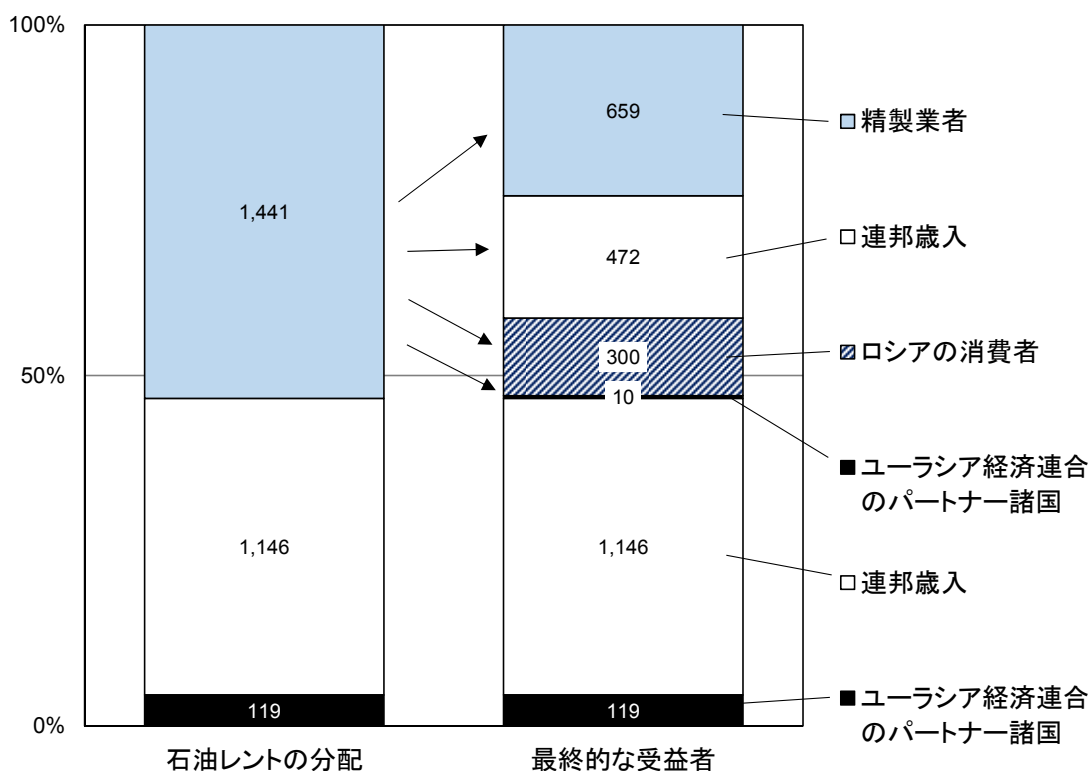 100%
50%
0%
1,441
1,146
119
659
472
300
10
1,146
119
石油レントの分配
最終的な受益者
精製業者
連邦歳入
ロシアの消費者
ユーラシア経済連合
のパートナー諸国
連邦歳入
ユーラシア経済連合
のパートナー諸国